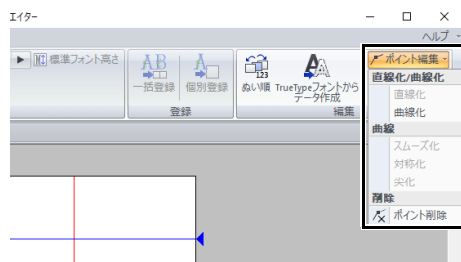 エイター
ヘルプ
標準フォント高さ
AB
A
123
A
一括登録
個別登録
ぬい順
TrueTypeフォントから
データ作成
登録
編集
ポイント編集
直線化/曲線化
直線化
曲線化
曲線
スムーズ化
対称化
尖化
削除
ポイント削除